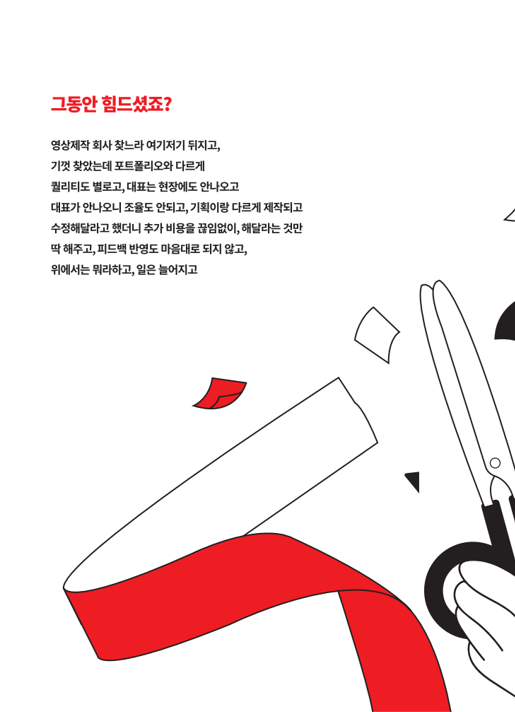 그동안 힘드셨죠?
영상제작 회사 찾느라 여기저기 뒤지고,
기껏 찾았는데 포트폴리오와 다르게
퀄리티도 별로고, 대표는 현장에도 안나오고
대표가 안나오니 조율도 안되고, 기획이랑 다르게 제작되고
수정해달라고 했더니 추가 비용을 끊임없이, 해달라는 것만
딱 해주고, 피드백 반영도 마음대로 되지 않고,
위에서는 뭐라하고, 일은 늘어지고